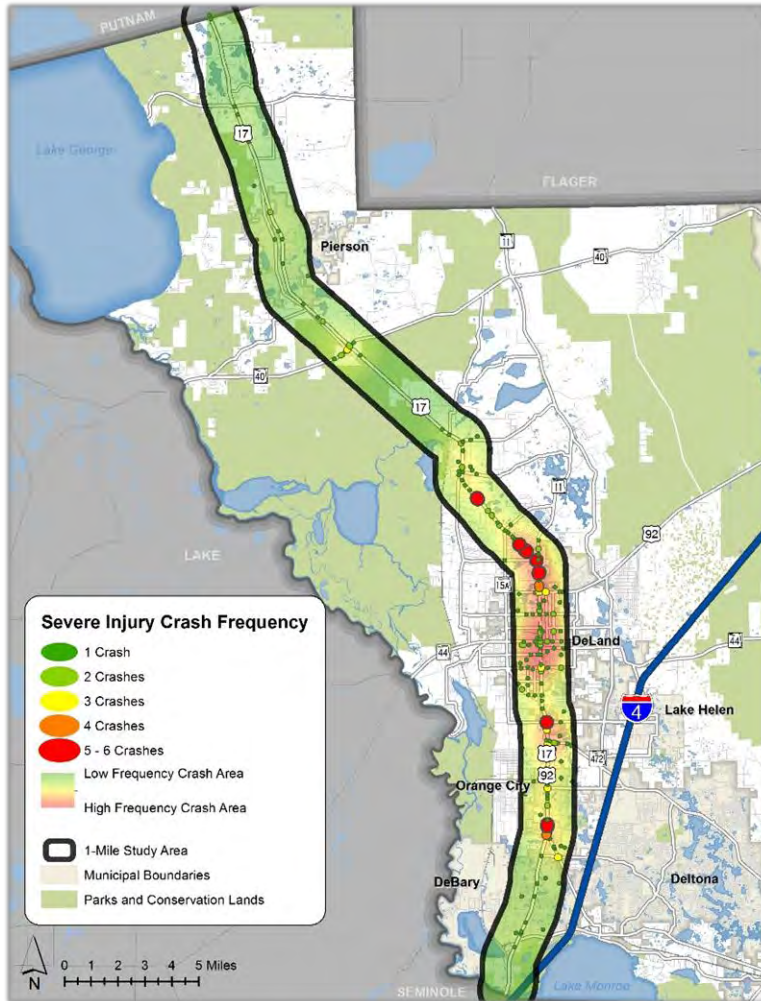 PUTNAM
Lake George
17
FLAGER
11
Pierson
40
40
17
11
92
LAKE
15A
DeLand
44
44
4
Lake Helen
17
472
92
Orange City
DeBary
Deltona
Lake Monroe
SEMINOLE
Severe Injury Crash Frequency
1 Crash
2 Crashes
3 Crashes
4 Crashes
5 - 6 Crashes
Low Frequency Crash Area
High Frequency Crash Area
1-Mile Study Area
Municipal Boundaries
Parks and Conservation Lands
N
0 1 2 3 4 5 Miles